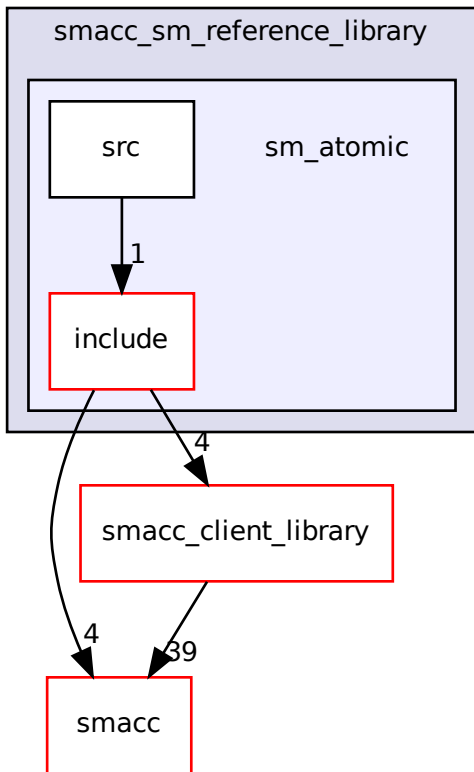 smacc_sm_reference_library
src
sm_atomic
1
include
4
smacc_client_library
4
39
smacc